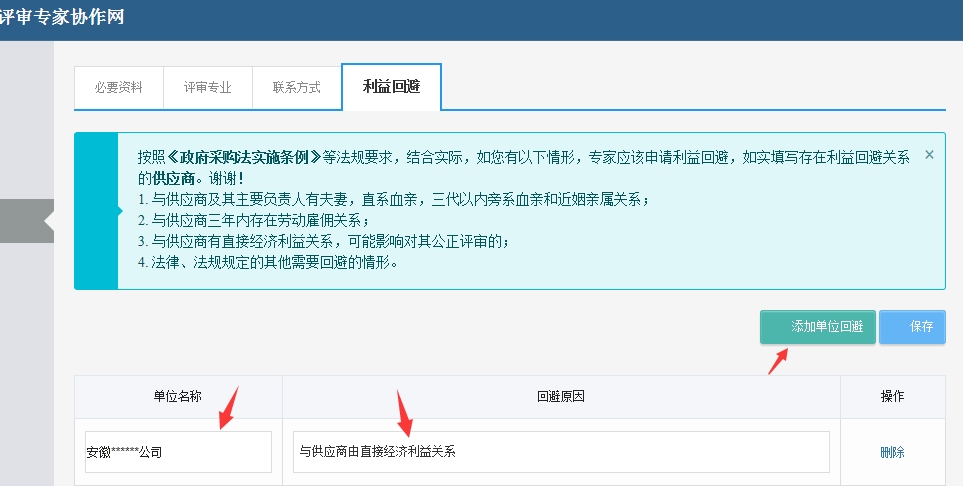 评审专家协作网
必要资料 评审专业 联系方式 利益回避
按照《政府采购法实施条例》等法规要求，结合实际，如您有以下情形，专家应该申请利益回避，如实填写存在利益回避关系
的供应商。谢谢！
×
1. 与供应商及其主要负责人有夫妻，直系血亲，三代以内旁系血亲和近姻亲属关系；
2. 与供应商三年内存在劳动雇佣关系；
3. 与供应商有直接经济利益关系，可能影响对其公正评审的；
4. 法律、法规规定的其他需要回避的情形。
添加单位回避 保存
单位名称 回避原因 操作
安徽******公司 与供应商由直接经济利益关系 删除